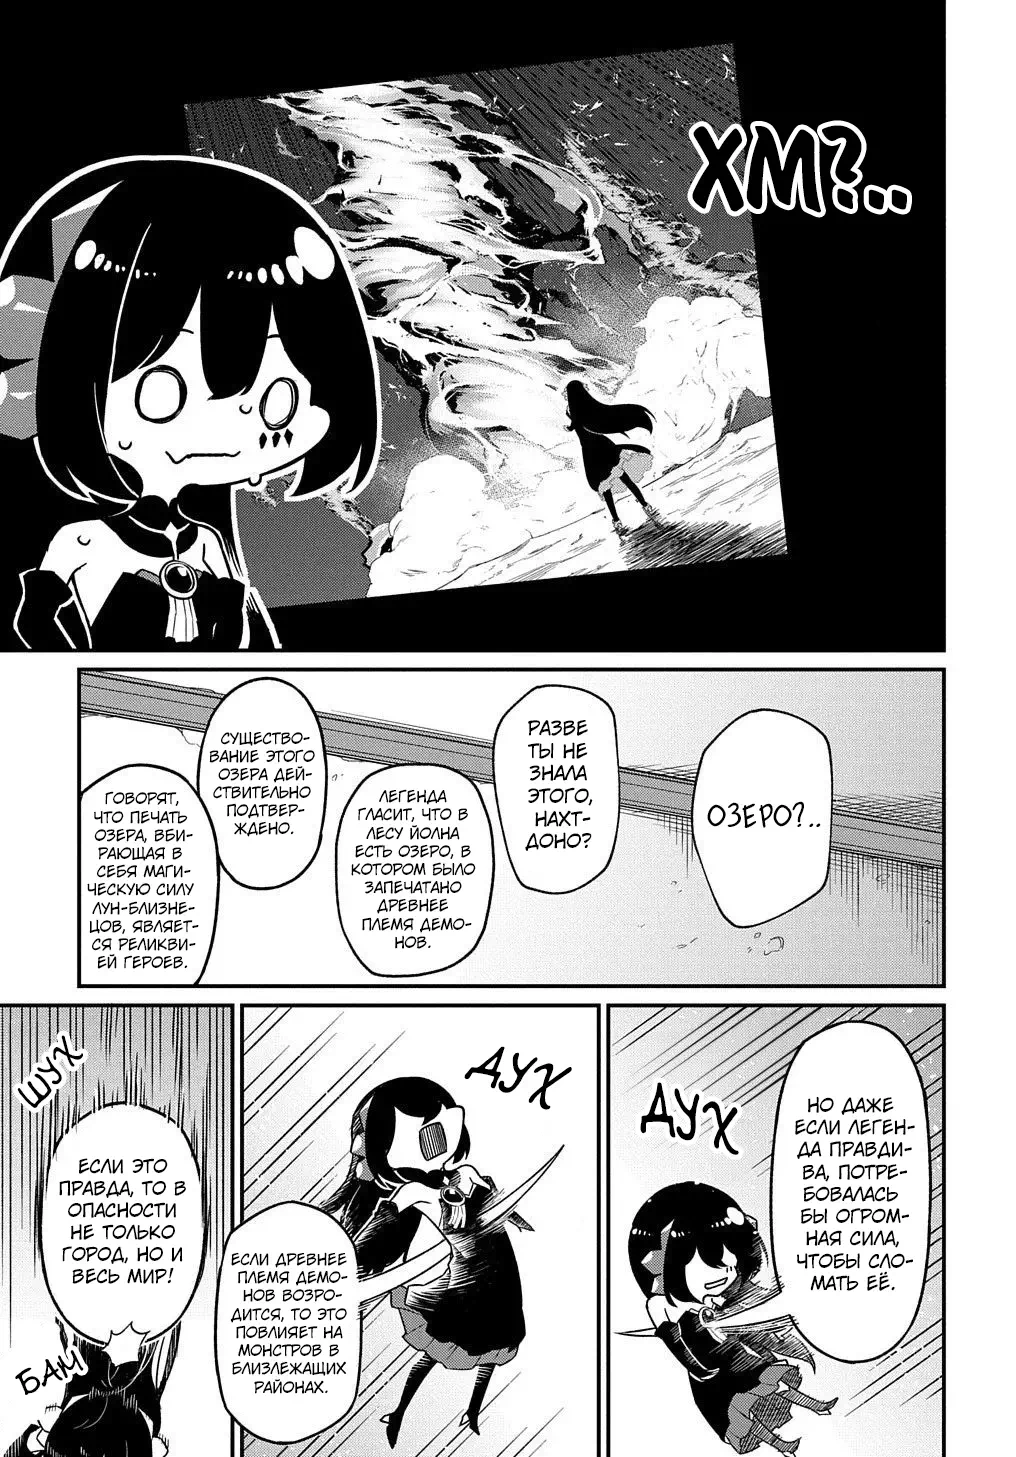 ХМ?..
ОЗЕРО?..
РАЗВЕ
ТЫ НЕ
ЗНАЛА
ЭТОГО,
НАХТ-
ДОНО?
ЛЕГЕНДА
ГЛАСИТ, ЧТО В
ЛЕСУ ЙОЛНА
ЕСТЬ ОЗЕРО, В
КОТОРОМ БЫЛО
ЗАПЕЧАТАНО
ДРЕВНЕЕ
ПЛЕМЯ ДЕМО-
НОВ.
СУЩЕСТВО-
ВАНИЕ ЭТОГО
ОЗЕРА ДЕЙ-
СТВИТЕЛЬНО
ПОДТВЕР-
ЖДЕНО.
ГОВОРЯТ,
ЧТО ПЕЧАТЬ
ОЗЕРА, ВБИ-
РАЮЩАЯ В
СЕБЯ МАГИ-
ЧЕСКУЮ СИЛУ
ЛУН-БЛИЗНЕ-
ЦОВ, ЯВЛЯЕТ-
СЯ РЕЛИКВИ-
ЕЙ ГЕРОЕВ.
НО ДАЖЕ
ЕСЛИ ЛЕГЕН-
ДА ПРАВДИ-
ВА, ПОТРЕ-
БОВАЛАСЬ
БЫ ОГРОМ-
НАЯ СИЛА,
ЧТОБЫ СЛО-
МАТЬ ЕЁ.
ДУХ
ДУХ
ЕСЛИ ДРЕВНЕЕ
ПЛЕМЯ ДЕМО-
НОВ ВОЗРО-
ДИТСЯ, ТО ЭТО
ПОВЛИЯЕТ НА
МОНСТРОВ В
БЛИЗЛЕЖАЩИХ
РАЙОНАХ.
ШУХ
ЕСЛИ ЭТО
ПРАВДА, ТО В
ОПАСНОСТИ
НЕ ТОЛЬКО
ГОРОД, НО И
ВЕСЬ МИР!
БАМ